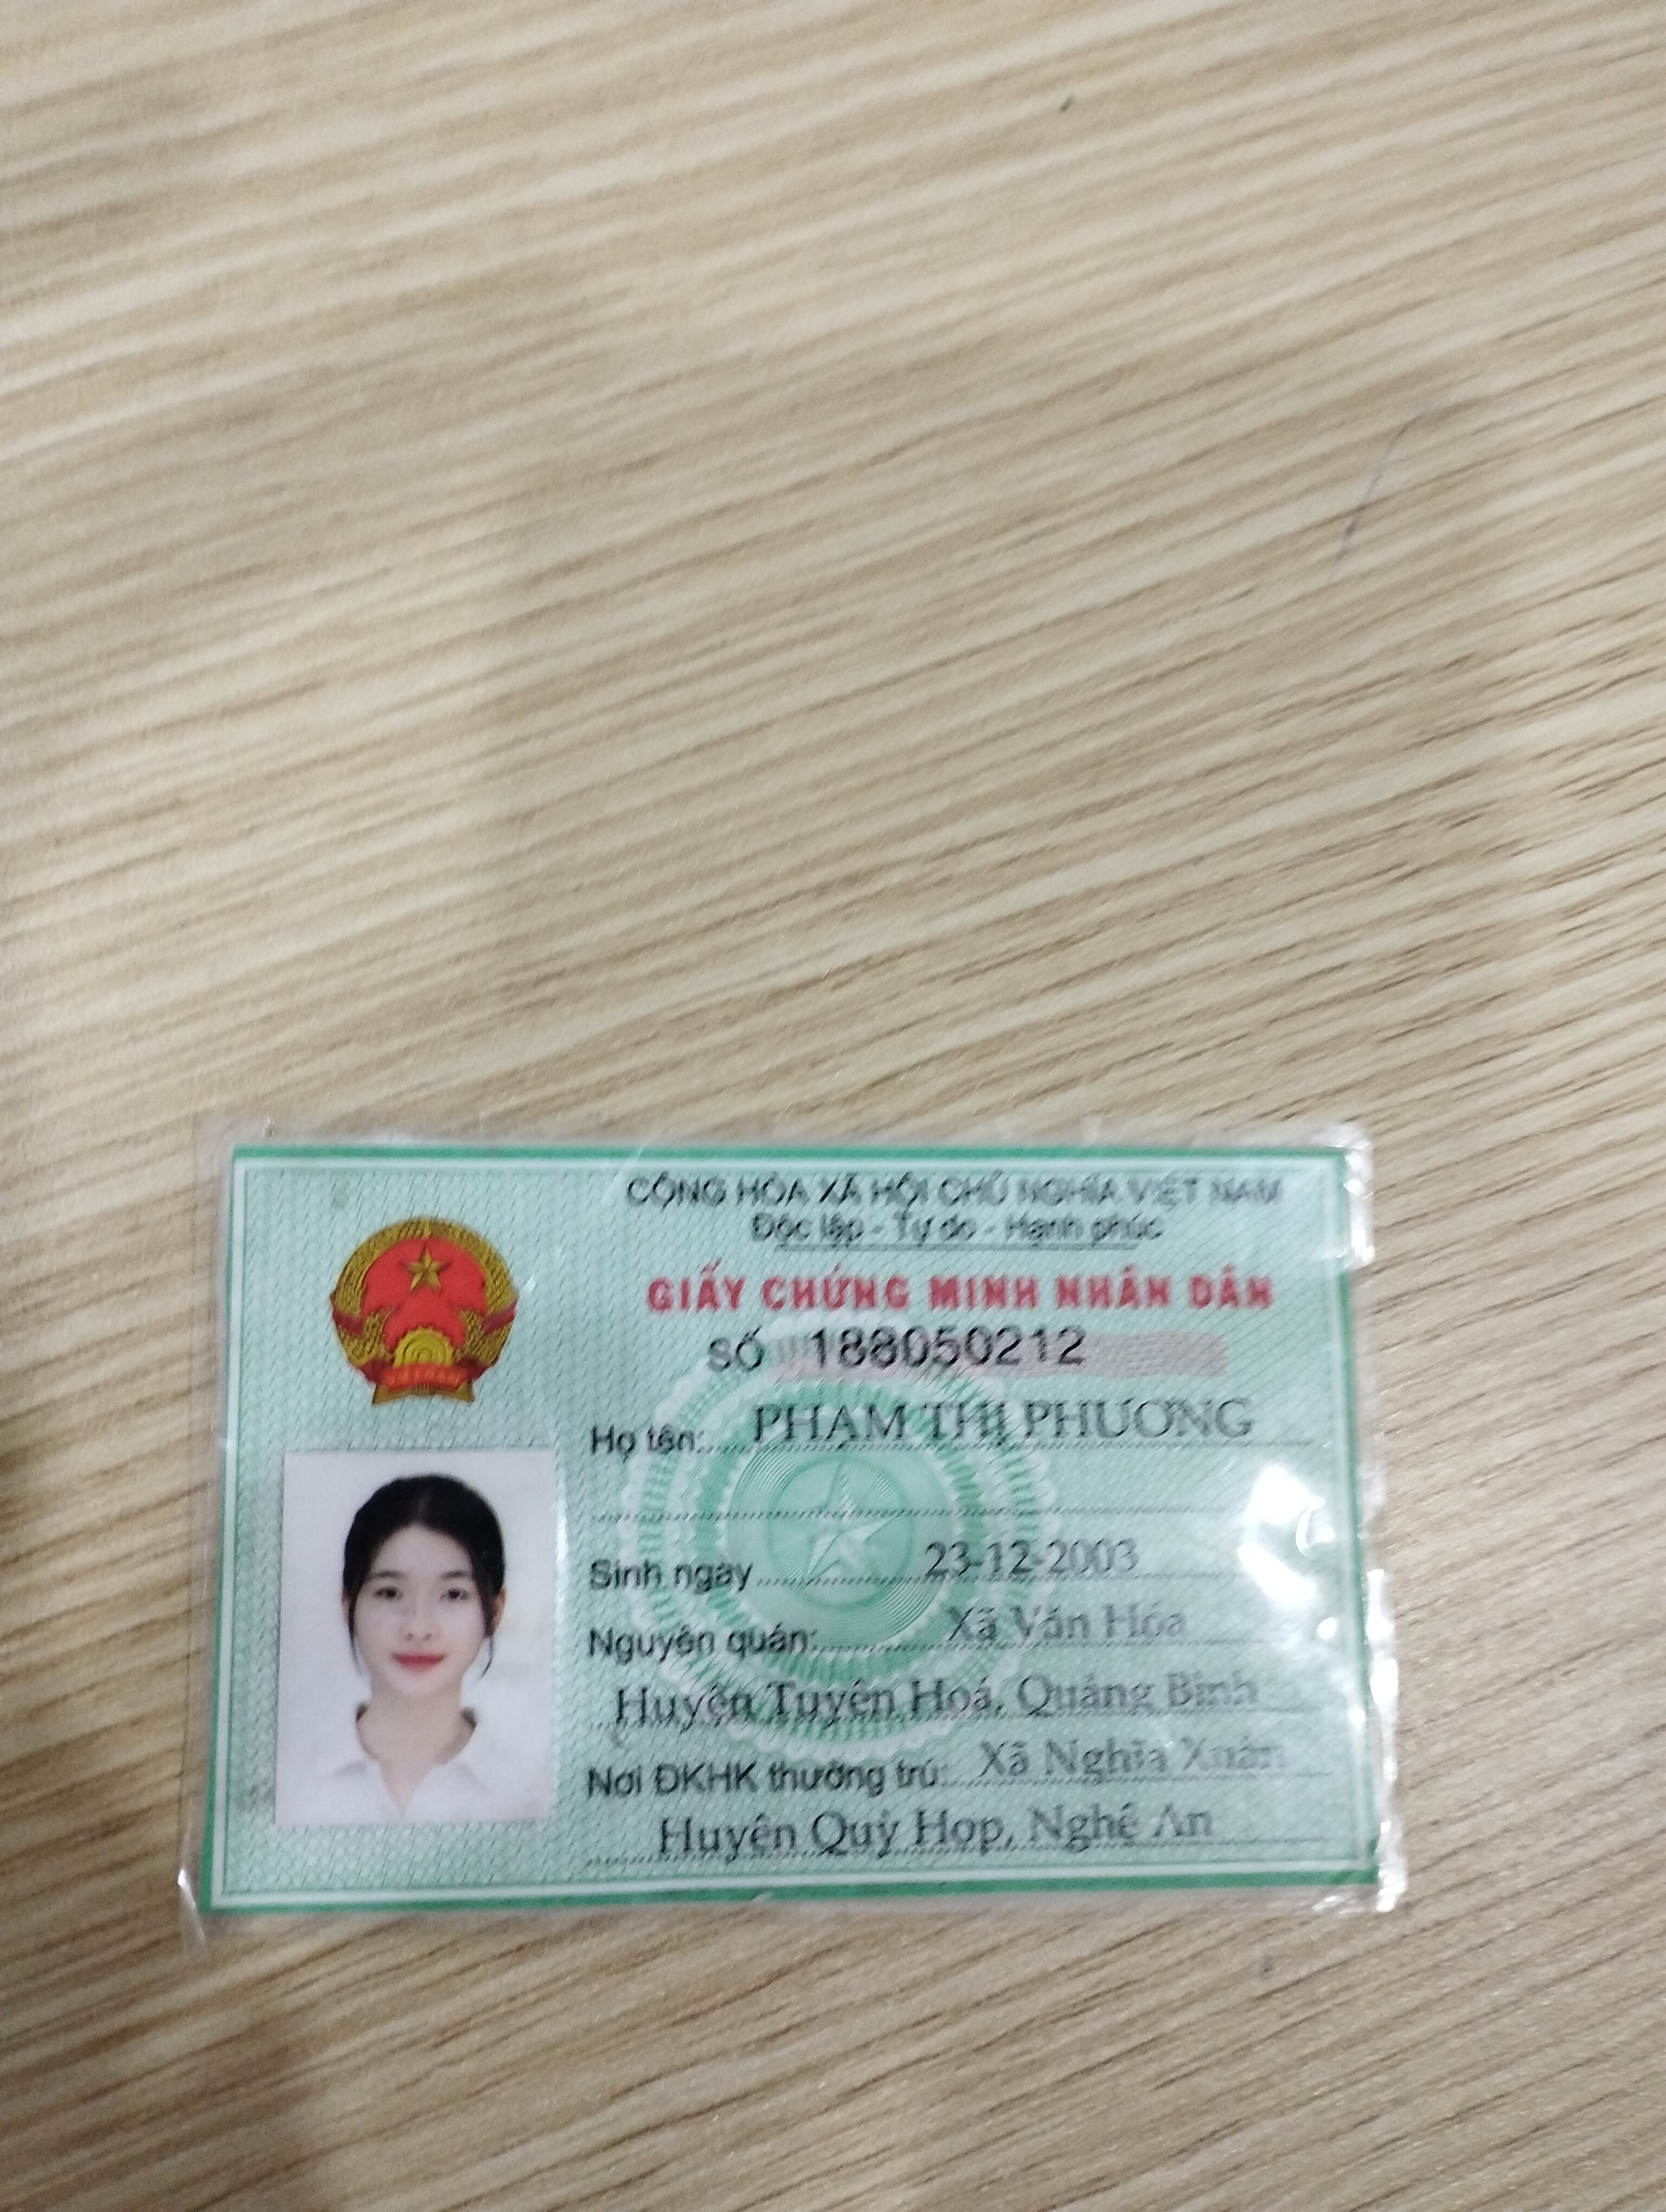 CỘNG HÒA XÃ HỘI CHỦ NGHĨA VIỆT NAM
Độc lập - Tự do - Hạnh phúc
GIẤY CHỨNG MINH NHÂN DÂN
SỐ 188050212
Họ tên: PHẠM THỊ PHƯƠNG
Sinh ngày 23-12-2003
Nguyên quán: Xã Văn Hóa
Huyện Tuyên Hoá, Quảng Bình
Nơi ĐKHK thường trú: Xã Nghĩa Xuân
Huyện Quỳ Hợp, Nghệ An